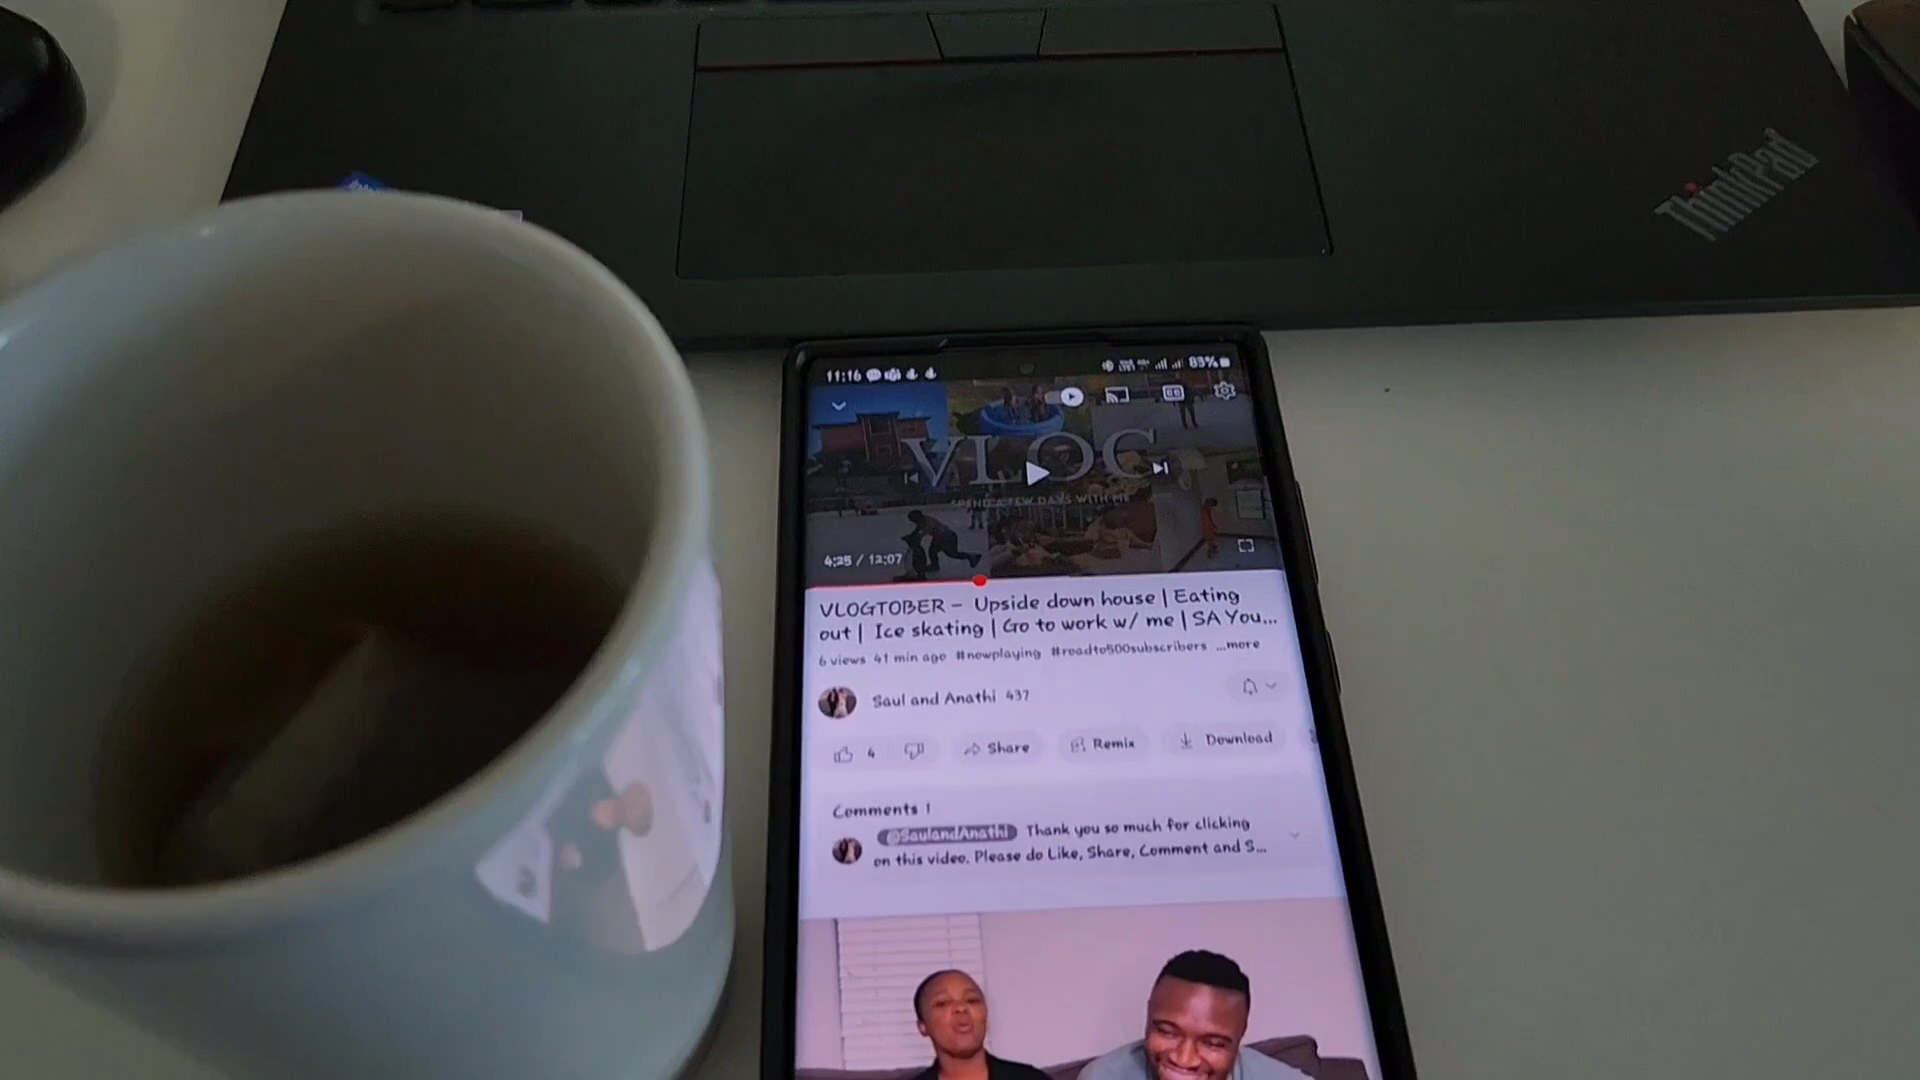 ThinkPad
11:16
83%
VLOG
SPEND A FEW DAYS WITH ME
4:25 / 12:07
VLOGTOBER – Upside down house | Eating
out | Ice skating | Go to work w/ me | SA You...
6 views 41 min ago #nowplaying #roadto500subscribers ...more
Saul and Anathi 437
4 Share Remix Download
Comments 1
@SaulandAnathi Thank you so much for clicking
on this video. Please do Like, Share, Comment and S...